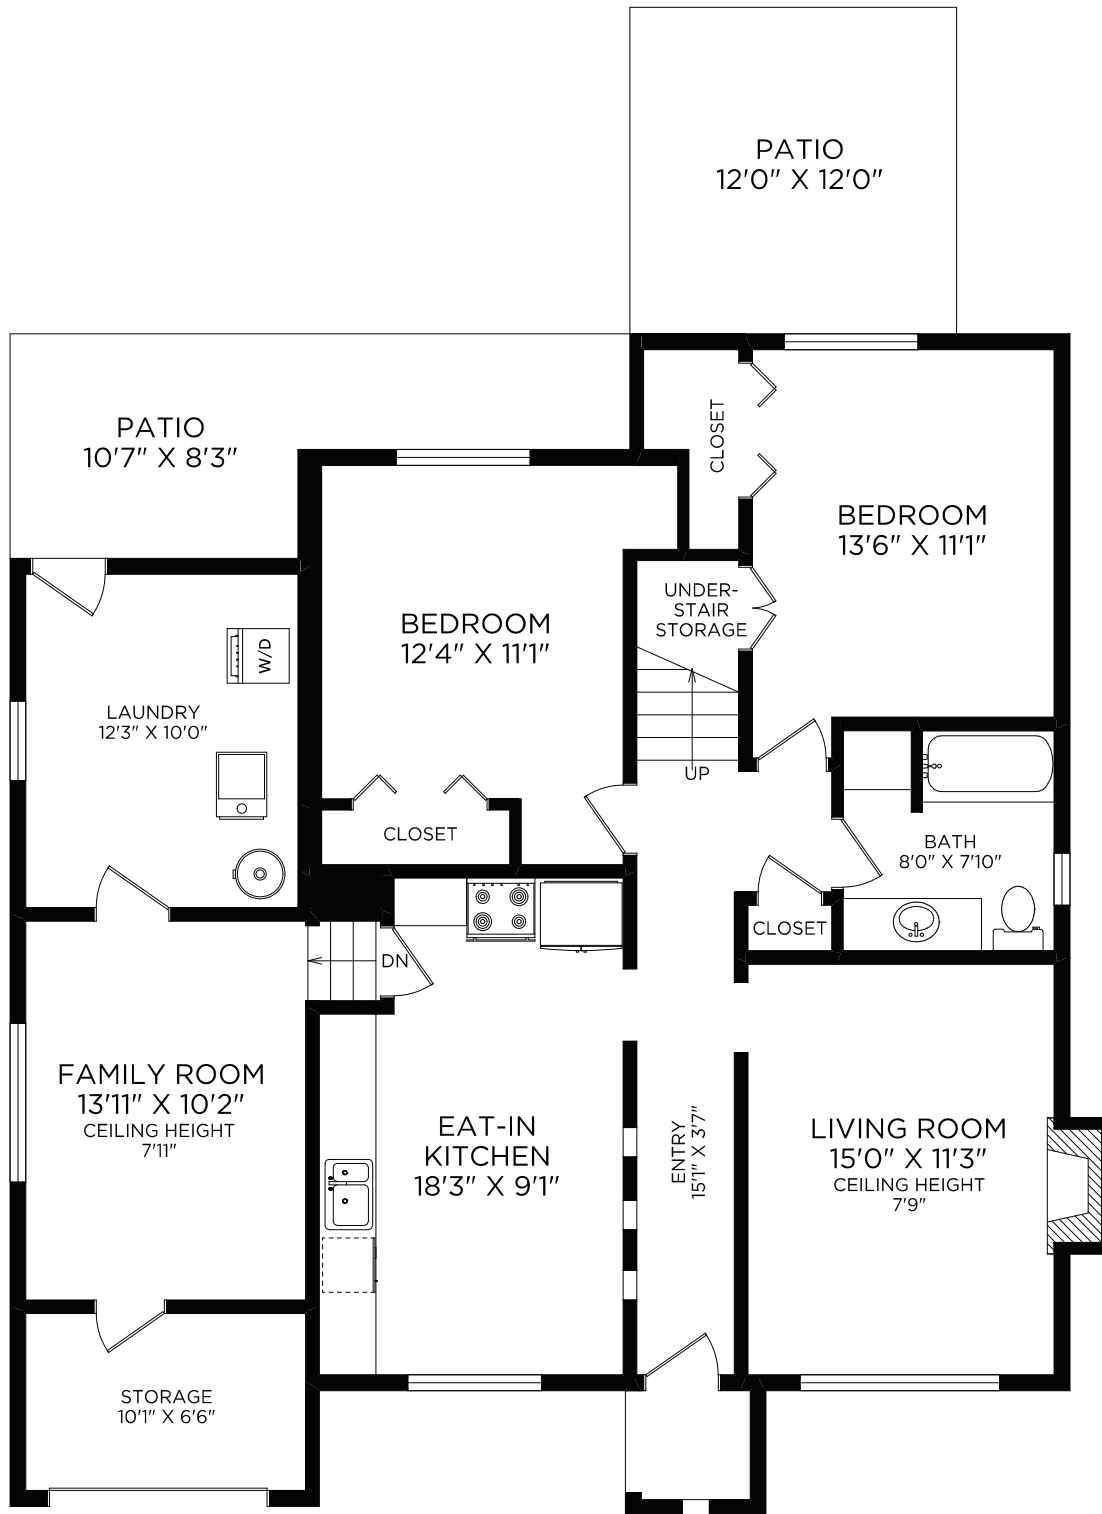 PATIO
12'0" X 12'0"
PATIO
10'7" X 8'3"
CLOSET
BEDROOM
13'6" X 11'1"
UNDER-
STAIR
STORAGE
BEDROOM
12'4" X 11'1"
W/D
LAUNDRY
12'3" X 10'0"
UP
CLOSET
BATH
8'0" X 7'10"
CLOSET
DN
FAMILY ROOM
13'11" X 10'2"
CEILING HEIGHT
7'11"
EAT-IN
KITCHEN
18'3" X 9'1"
ENTRY
15'1" X 3'7"
LIVING ROOM
15'0" X 11'3"
CEILING HEIGHT
7'9"
STORAGE
10'1" X 6'6"